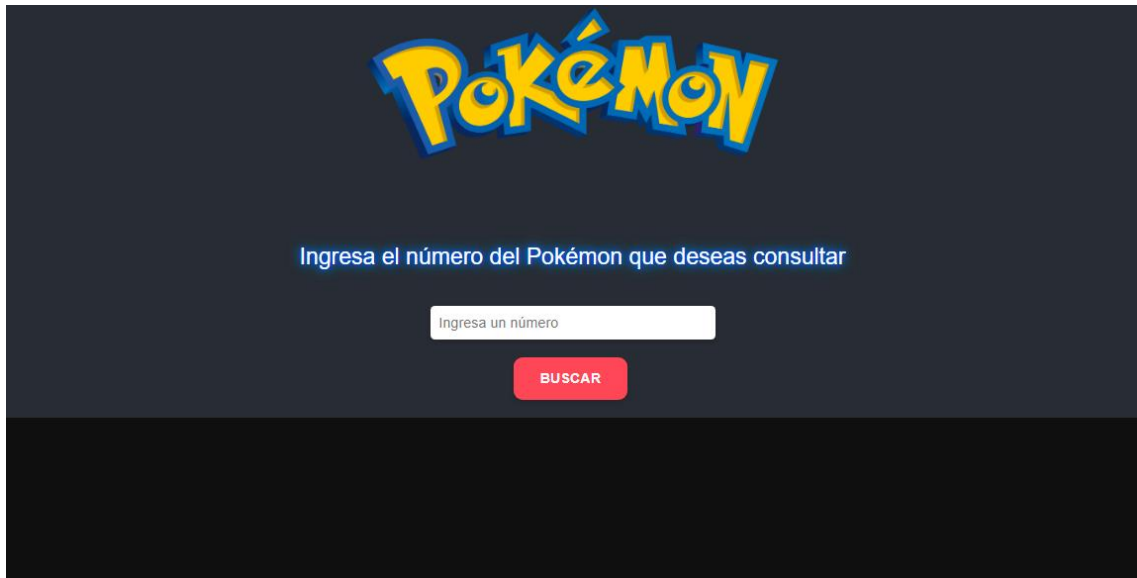 POKéMON
Ingresa el número del Pokémon que deseas consultar
Ingresa un número
BUSCAR